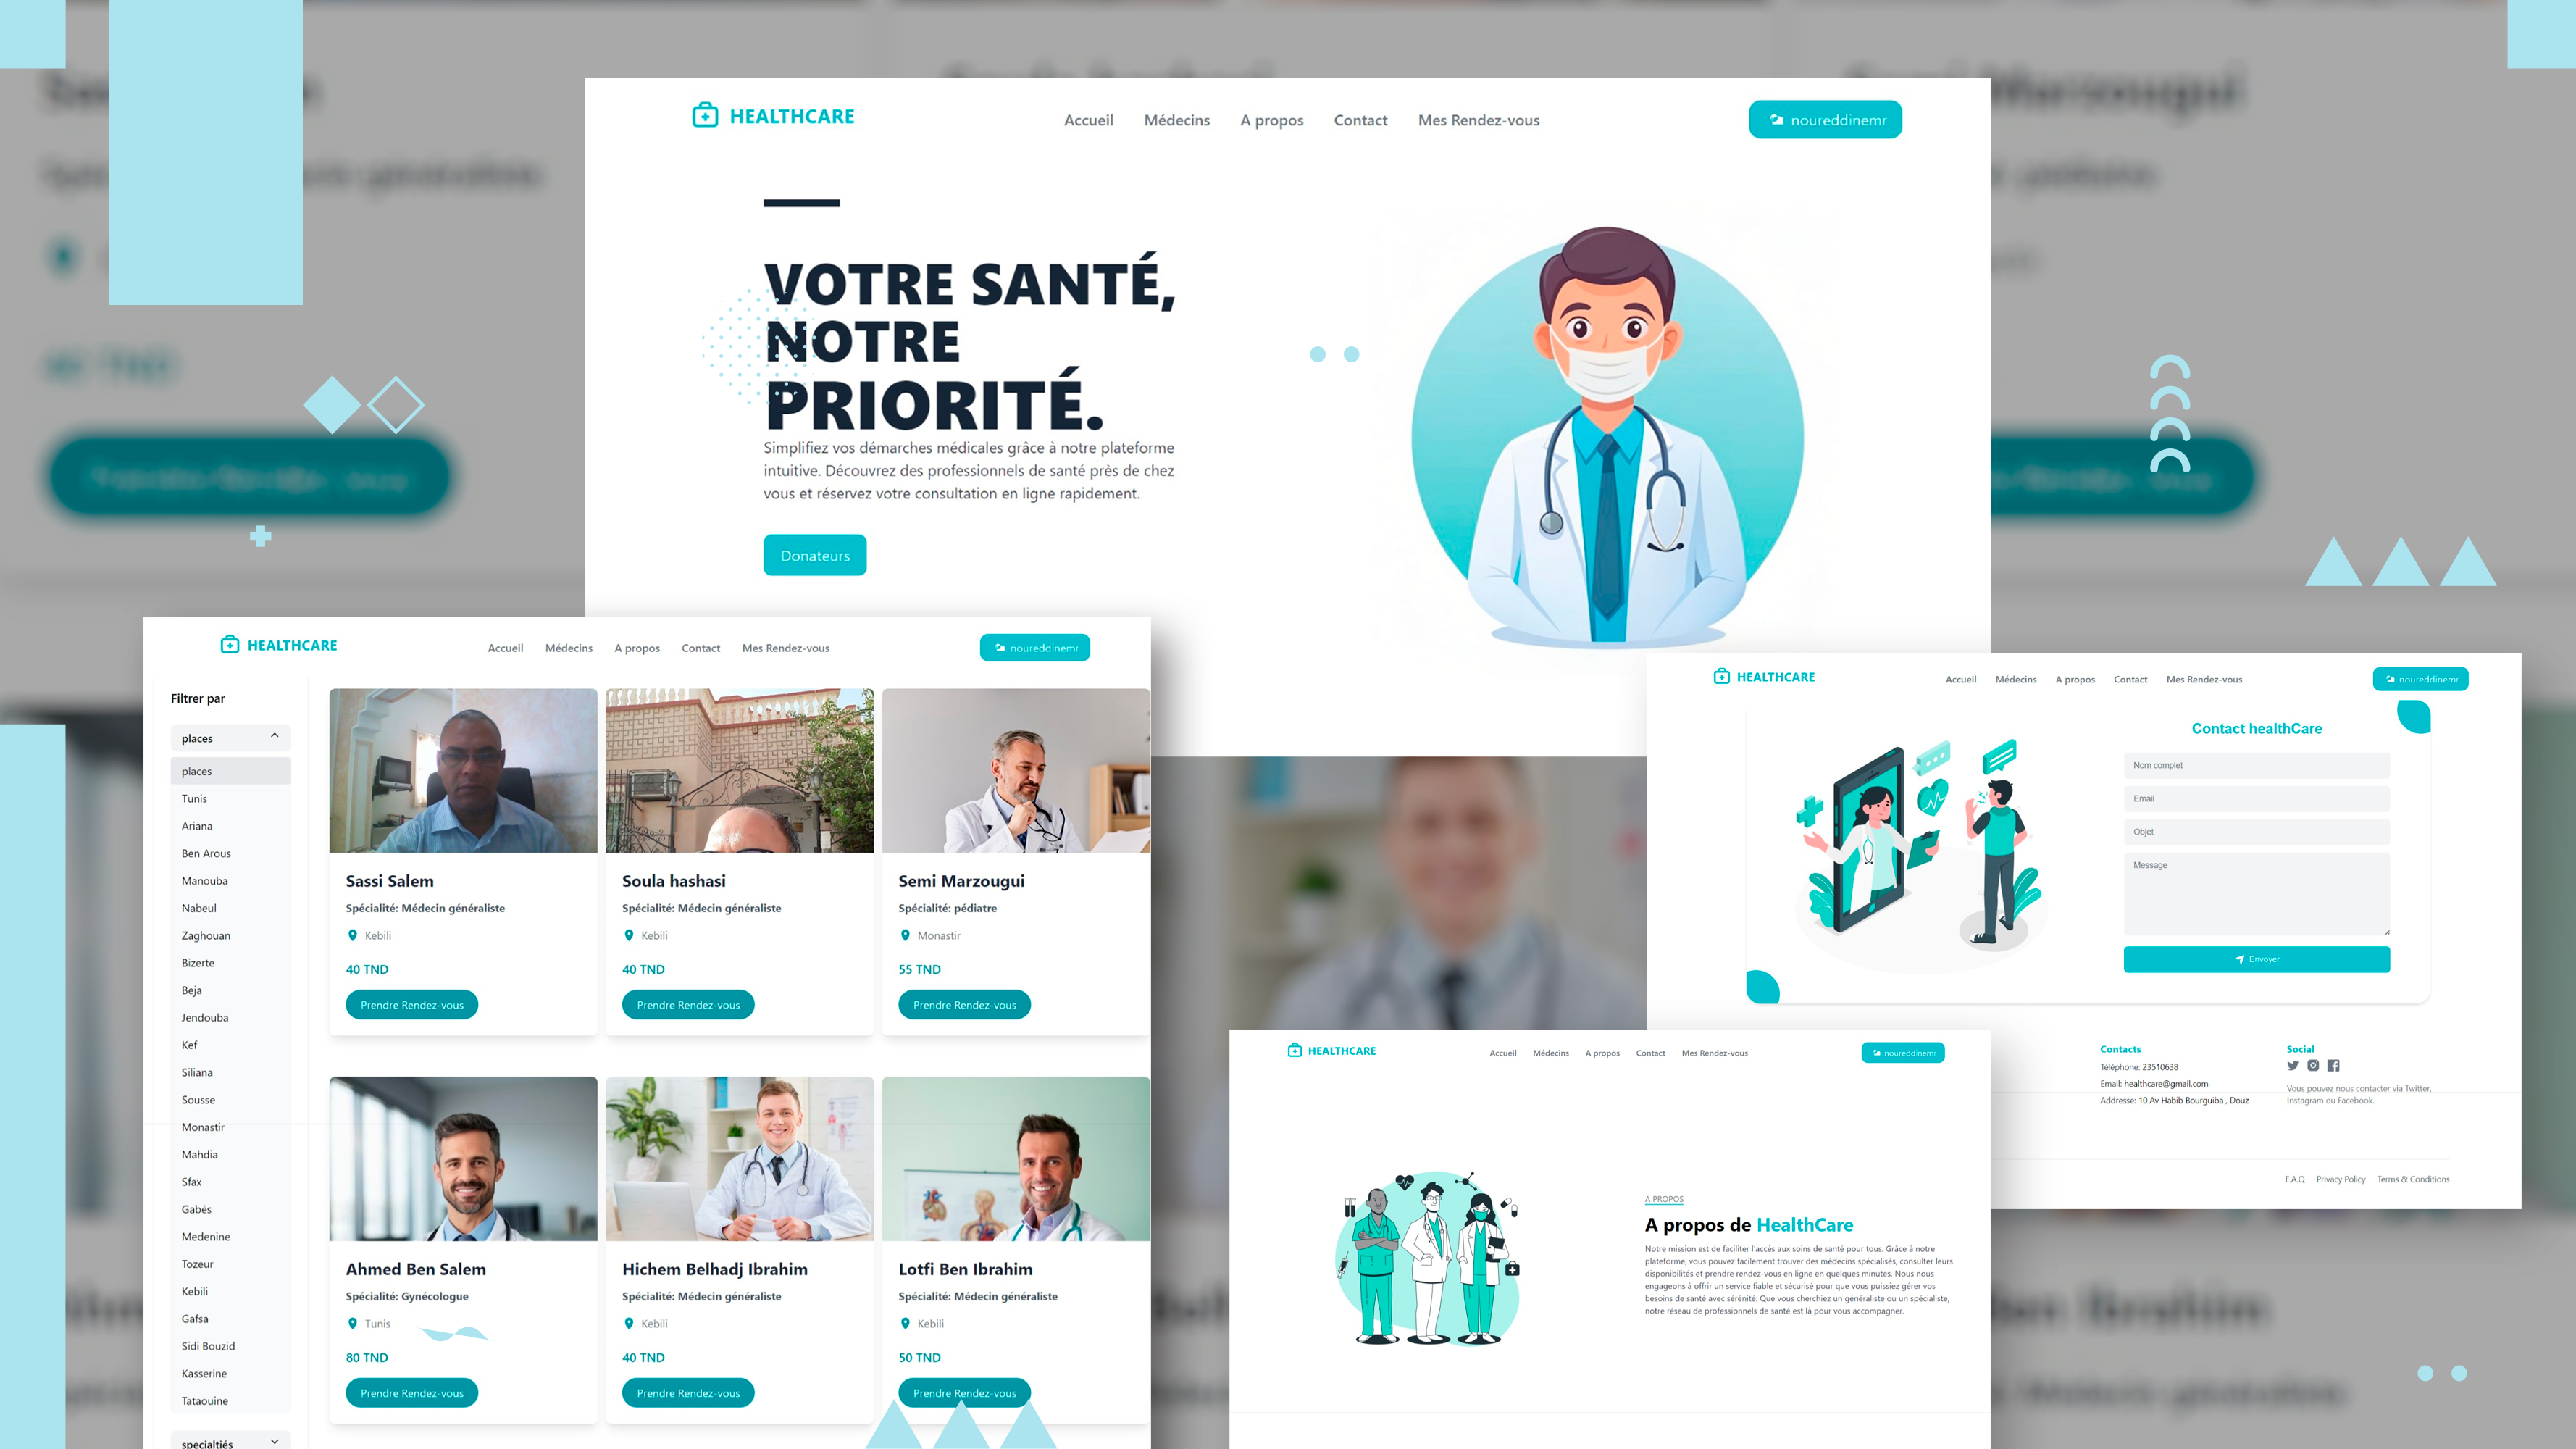 HEALTHCARE
Accueil Médecins A propos Contact Mes Rendez-vous
noureddinemr
VOTRE SANTÉ,
NOTRE
PRIORITÉ.
Simplifiez vos démarches médicales grâce à notre plateforme
intuitive. Découvrez des professionnels de santé près de chez
vous et réservez votre consultation en ligne rapidement.
Donateurs
HEALTHCARE
Accueil Médecins A propos Contact Mes Rendez-vous
noureddinemr
Filtrer par
places
places
Tunis
Ariana
Ben Arous
Manouba
Nabeul
Zaghouan
Bizerte
Beja
Jendouba
Kef
Siliana
Sousse
Monastir
Mahdia
Sfax
Gabés
Medenine
Tozeur
Kebili
Gafsa
Sidi Bouzid
Kasserine
Tataouine
specialtiés
Sassi Salem
Spécialité: Médecin généraliste
Kebili
40 TND
Prendre Rendez-vous
Soula hashasi
Spécialité: Médecin généraliste
Kebili
40 TND
Prendre Rendez-vous
Semi Marzougui
Spécialité: pédiatre
Monastir
55 TND
Prendre Rendez-vous
Ahmed Ben Salem
Spécialité: Gynécologue
Tunis
80 TND
Prendre Rendez-vous
Hichem Belhadj Ibrahim
Spécialité: Médecin généraliste
Kebili
40 TND
Prendre Rendez-vous
Lotfi Ben Ibrahim
Spécialité: Médecin généraliste
Kebili
50 TND
Prendre Rendez-vous
HEALTHCARE
Accueil Médecins A propos Contact Mes Rendez-vous
noureddinemr
Contact healthCare
Nom complet
Email
Objet
Message
Envoyer
Contacts
Téléphone: 23510638
Email: healthcare@gmail.com
Addresse: 10 Av Habib Bourguiba , Douz
Social
Vous pouvez nous contacter via Twitter,
Instagram ou Facebook.
F.A.Q Privacy Policy Terms & Conditions
HEALTHCARE
Accueil Médecins A propos Contact Mes Rendez-vous
noureddinemr
A PROPOS
A propos de HealthCare
Notre mission est de faciliter l'accés aux soins de santé pour tous. Grâce à notre
plateforme, vous pouvez facilement trouver des médecins spécialisés, consulter leurs
disponibilités et prendre rendez-vous en ligne en quelques minutes. Nous nous
engageons à offrir un service fiable et sécurisé pour que vous puissiez gérer vos
besoins de santé avec sérénité. Que vous cherchiez un généraliste ou un spécialiste,
notre réseau de professionnels de santé est là pour vous accompagner.